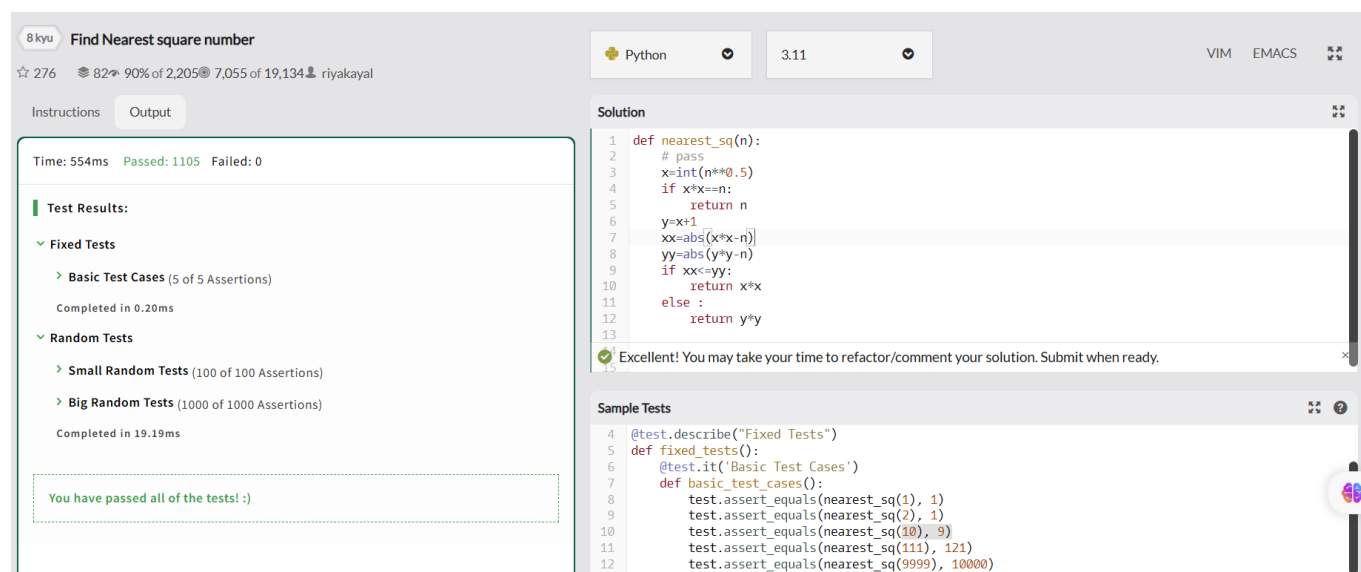 8 kyu Find Nearest square number
276 82 90% of 2,205 7,055 of 19,134 riyakayal
Instructions Output
Time: 554ms Passed: 1105 Failed: 0
Test Results:
Fixed Tests
Basic Test Cases (5 of 5 Assertions)
Completed in 0.20ms
Random Tests
Small Random Tests (100 of 100 Assertions)
Big Random Tests (1000 of 1000 Assertions)
Completed in 19.19ms
You have passed all of the tests! :)
Python 3.11 VIM EMACS
Solution
1 def nearest_sq(n):
2     # pass
3     x=int(n**0.5)
4     if x*x==n:
5         return n
6     y=x+1
7     xx=abs(x*x-n)
8     yy=abs(y*y-n)
9     if xx<=yy:
10         return x*x
11     else :
12         return y*y
13
14
Excellent! You may take your time to refactor/comment your solution. Submit when ready. ×
15
Sample Tests
4 @test.describe("Fixed Tests")
5 def fixed_tests():
6     @test.it('Basic Test Cases')
7     def basic_test_cases():
8         test.assert_equals(nearest_sq(1), 1)
9         test.assert_equals(nearest_sq(2), 1)
10         test.assert_equals(nearest_sq(10), 9)
11         test.assert_equals(nearest_sq(111), 121)
12         test.assert_equals(nearest_sq(9999), 10000)